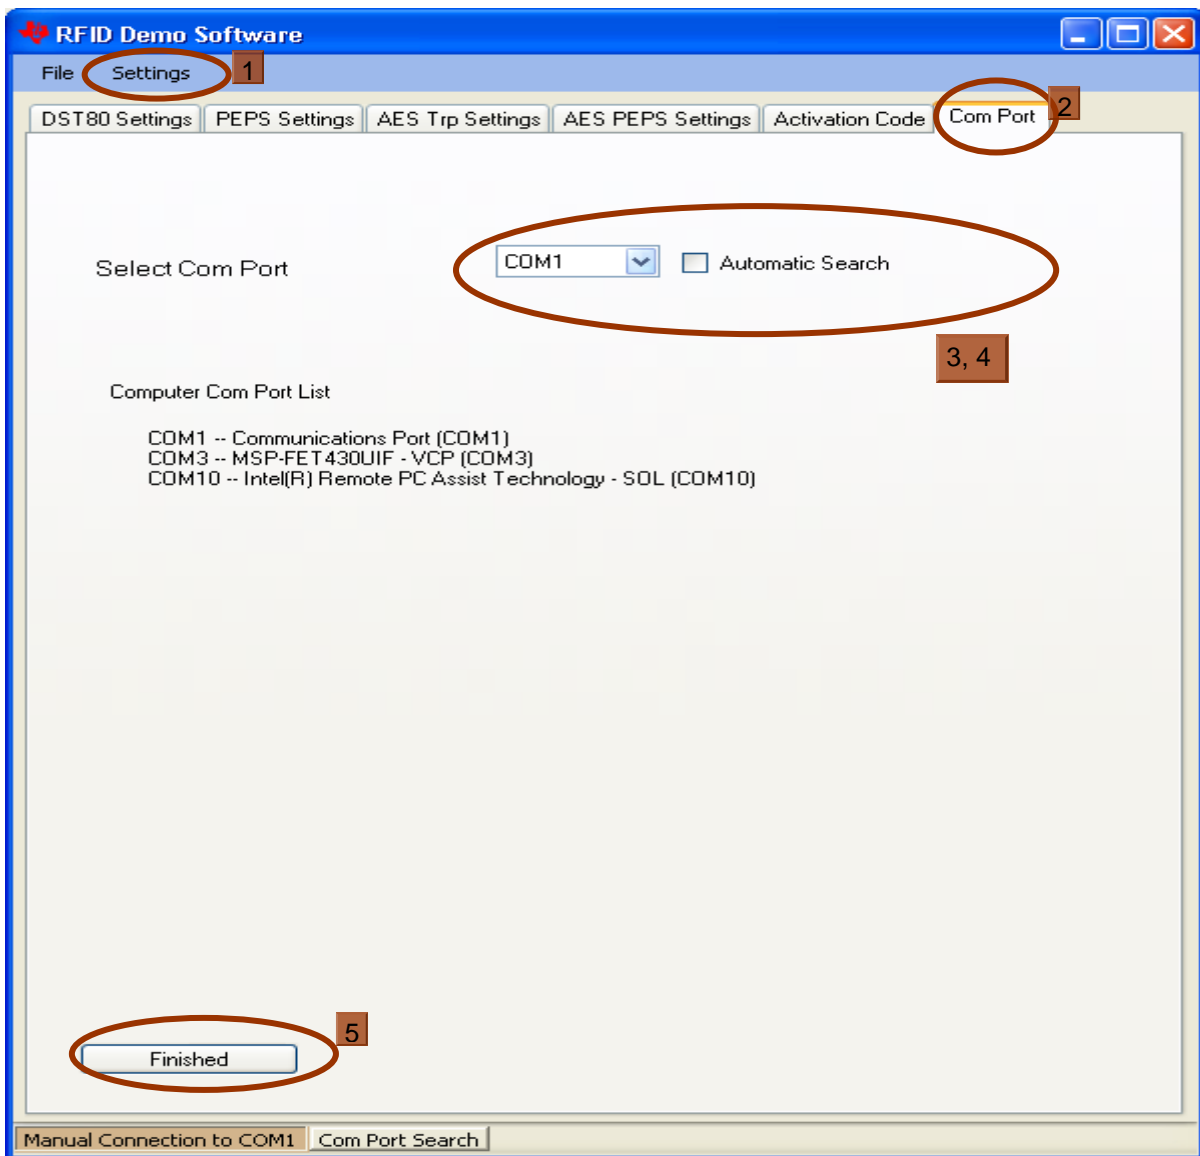 RFID Demo Software
File Settings 1
DST80 Settings PEPS Settings AES Trp Settings AES PEPS Settings Activation Code Com Port 2
Select Com Port COM1 Automatic Search
3, 4
Computer Com Port List
COM1 -- Communications Port (COM1)
COM3 -- MSP-FET430UIF - VCP (COM3)
COM10 -- Intel(R) Remote PC Assist Technology - SOL (COM10)
5
Finished
Manual Connection to COM1 Com Port Search